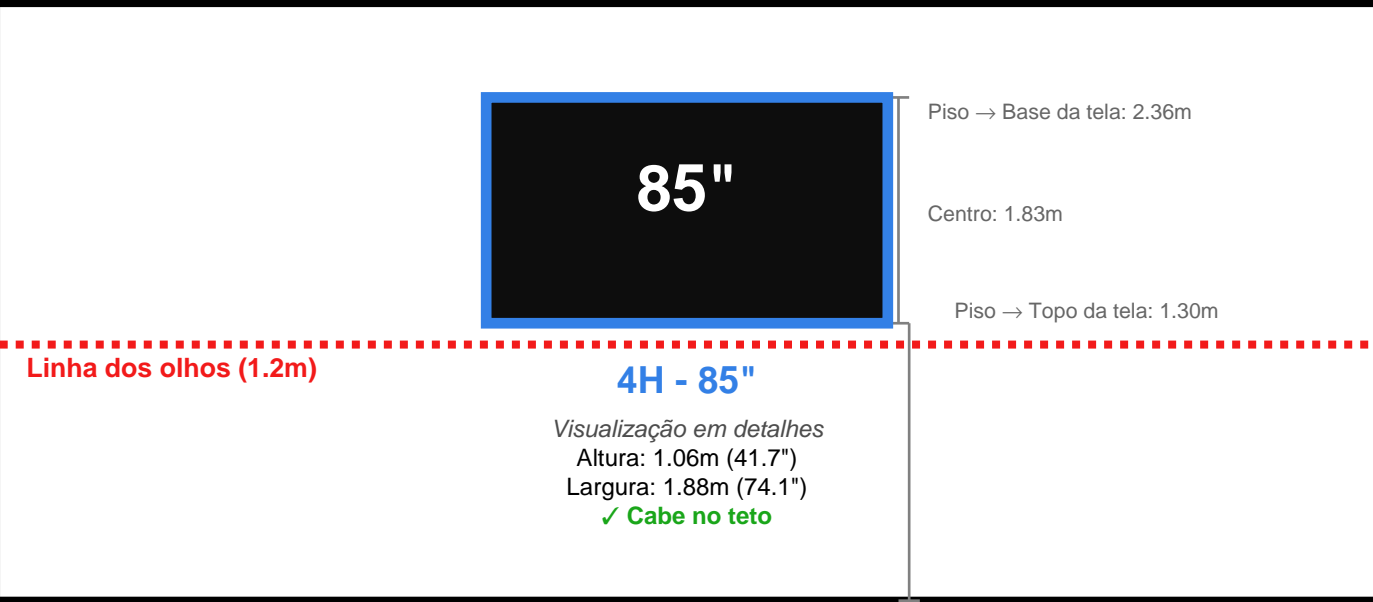 Piso → Base da tela: 2.36m
85"
Centro: 1.83m
Piso → Topo da tela: 1.30m
Linha dos olhos (1.2m)
4H - 85"
Visualização em detalhes
Altura: 1.06m (41.7")
Largura: 1.88m (74.1")
✓ Cabe no teto